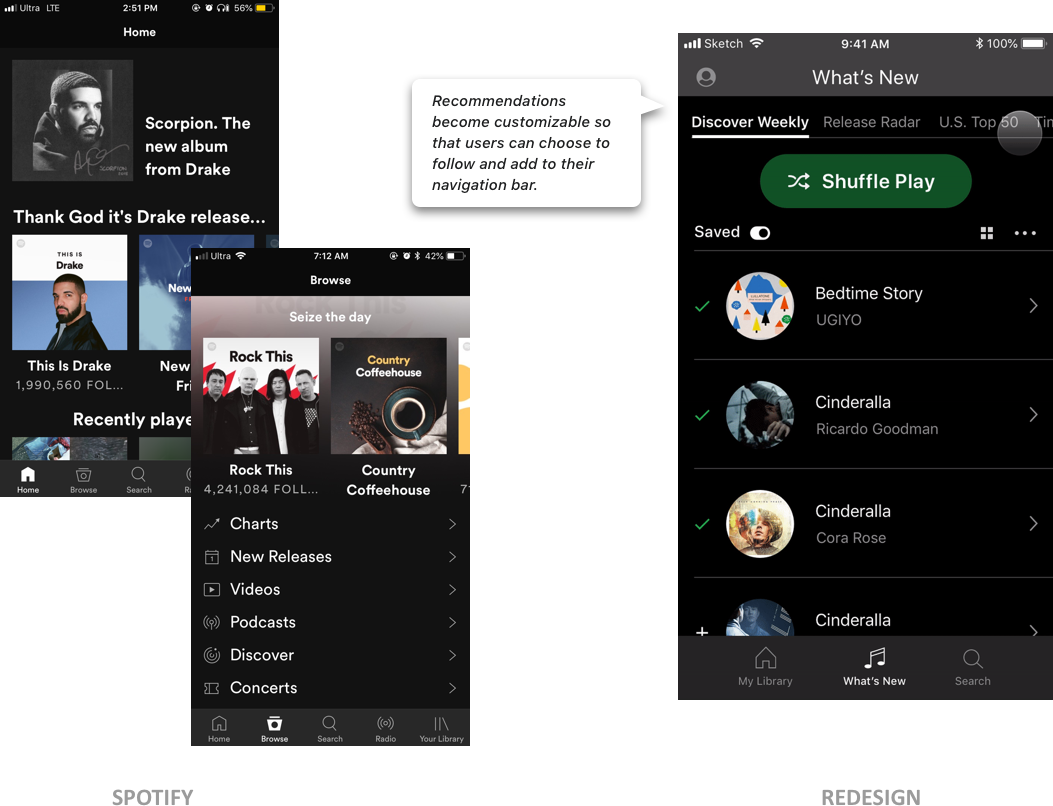 Ultra LTE 2:51 PM 56%
Home
Scorpion. The
new album
from Drake
Thank God it's Drake release...
THIS IS
Drake
New
This Is Drake
New
1,990,560 FOL...
Fri
Recently playe
Home Browse Search Ra
Ultra 7:12 AM 42%
Browse
Rock This
Seize the day
Rock This
Country
Coffeehouse
Rock This
Country
4,241,084 FOLL...
Coffeehouse
Charts
New Releases
Videos
Podcasts
Discover
Concerts
Home Browse Search Radio Your Library
SPOTIFY
Recommendations
become customizable so
that users can choose to
follow and add to their
navigation bar.
Sketch 9:41 AM 100%
What's New
Discover Weekly Release Radar U.S. Top 50 Tim
Shuffle Play
Saved
Bedtime Story
UGIYO
Cinderalla
Ricardo Goodman
Cinderalla
Cora Rose
Cinderalla
My Library What's New Search
REDESIGN